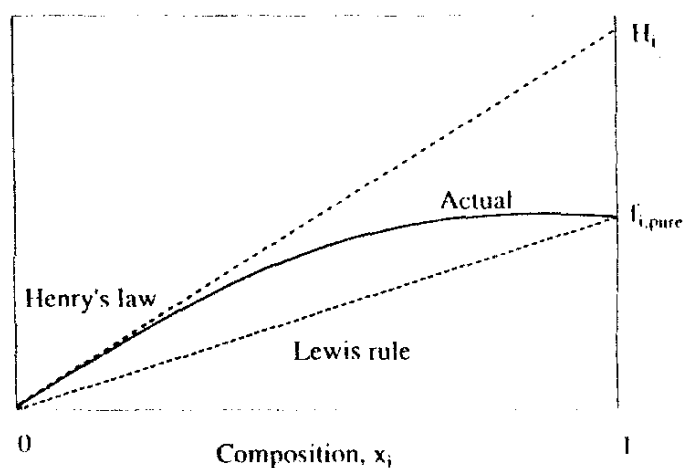 H_i
Actual
f_i,pure
Henry's law
Lewis rule
0
1
Composition, x_i